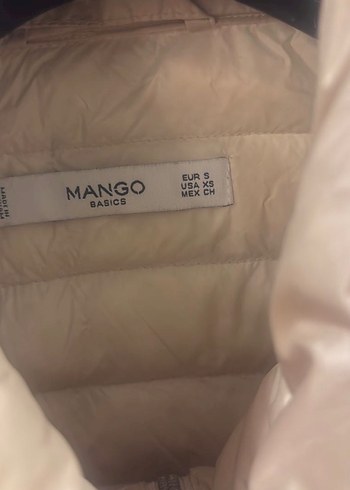 MANGO
BASICS
EUR S
USA XS
MEX CH